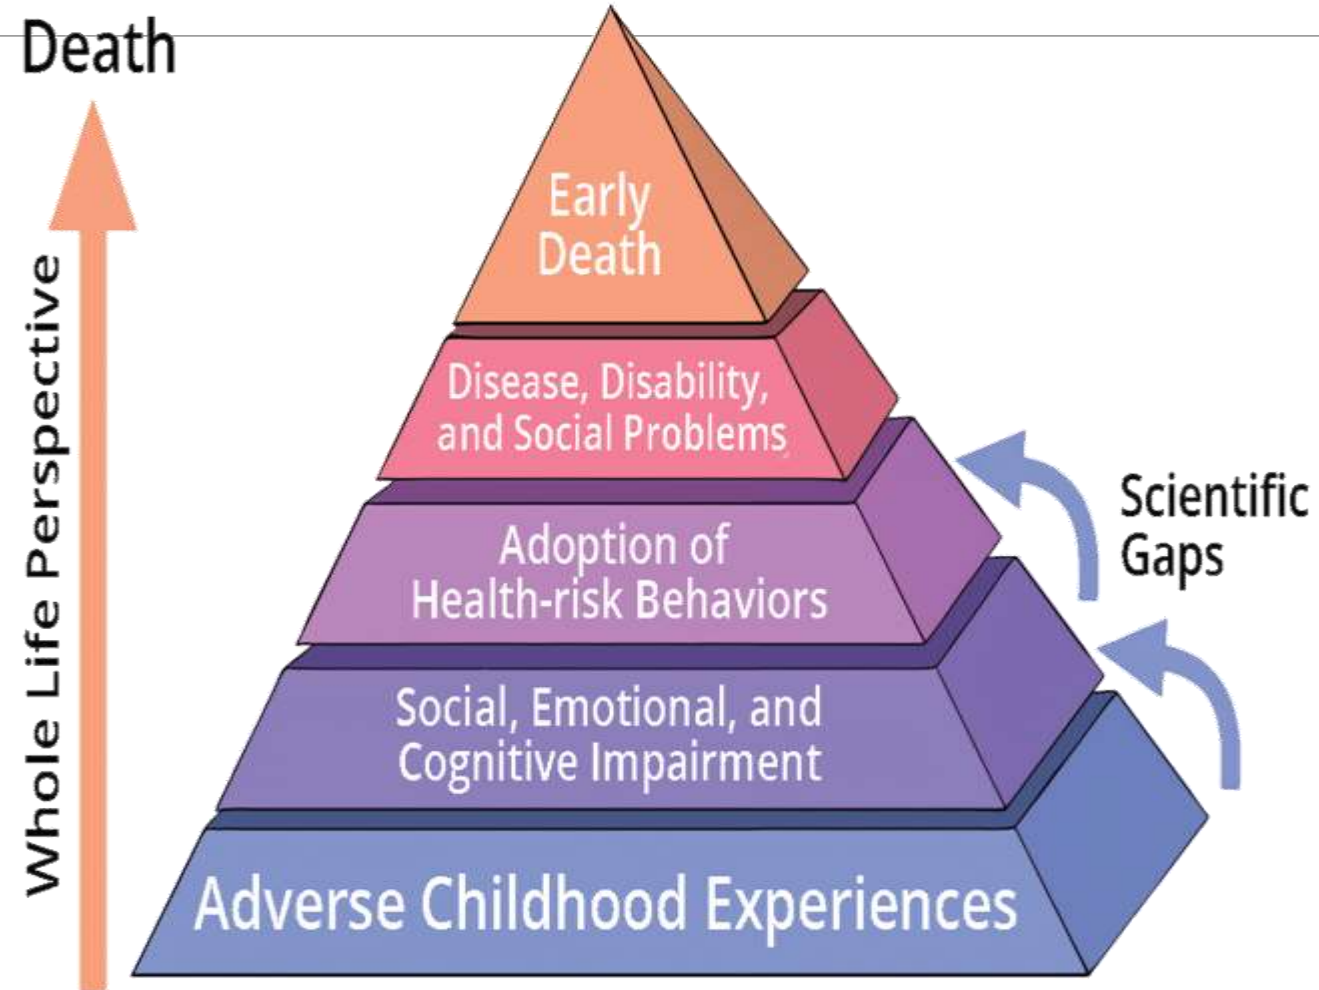 Death
Whole Life Perspective
Early
Death
Disease, Disability,
and Social Problems
Adoption of
Health-risk Behaviors
Social, Emotional, and
Cognitive Impairment
Adverse Childhood Experiences
Scientific
Gaps